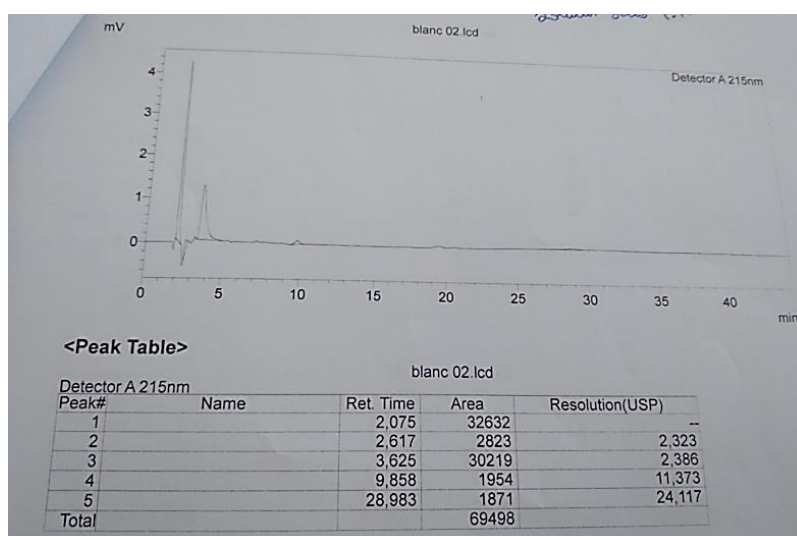 mV
blanc 02.lcd
Detector A 215nm
4
3
2
1
0
0 5 10 15 20 25 30 35 40
min
<Peak Table>
blanc 02.lcd
Detector A 215nm
Peak# Name Ret. Time Area Resolution(USP)
1 2,075 32632 --
2 2,617 2823 2,323
3 3,625 30219 2,386
4 9,858 1954 11,373
5 28,983 1871 24,117
Total 69498